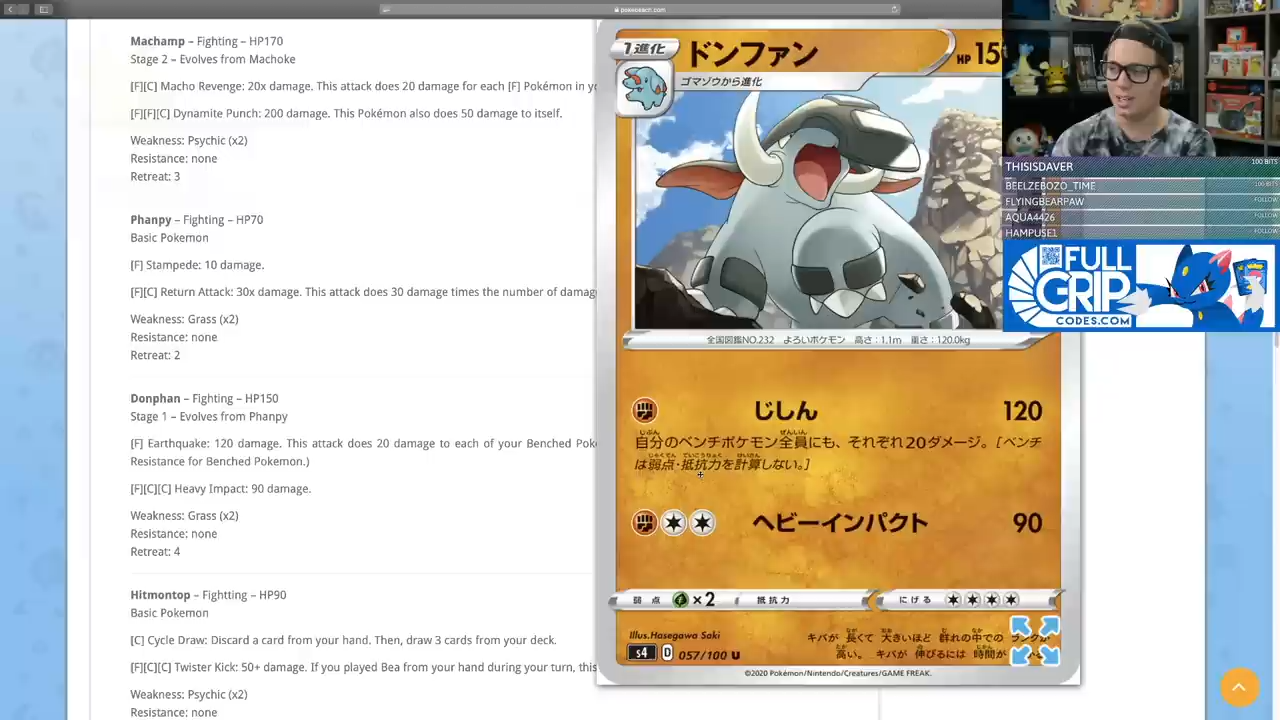 pokebeach.com
Machamp – Fighting – HP170
Stage 2 – Evolves from Machoke
[F][C] Macho Revenge: 20x damage. This attack does 20 damage for each [F] Pokémon in yo
[F][F][C] Dynamite Punch: 200 damage. This Pokémon also does 50 damage to itself.
Weakness: Psychic (x2)
Resistance: none
Retreat: 3
Phanpy – Fighting – HP70
Basic Pokemon
[F] Stampede: 10 damage.
[F][C] Return Attack: 30x damage. This attack does 30 damage times the number of damag
Weakness: Grass (x2)
Resistance: none
Retreat: 2
Donphan – Fighting – HP150
Stage 1 – Evolves from Phanpy
[F] Earthquake: 120 damage. This attack does 20 damage to each of your Benched Pok
Resistance for Benched Pokemon.)
[F][C][C] Heavy Impact: 90 damage.
Weakness: Grass (x2)
Resistance: none
Retreat: 4
Hitmontop – Fightting – HP90
Basic Pokemon
[C] Cycle Draw: Discard a card from your hand. Then, draw 3 cards from your deck.
[F][C][C] Twister Kick: 50+ damage. If you played Bea from your hand during your turn, this
Weakness: Psychic (x2)
Resistance: none
1進化 ドンファン HP 15
ゴマゾウから進化
全国図鑑NO.232 よろいポケモン 高さ：1.1m 重さ：120.0kg
じしん 120
自分のベンチポケモン全員にも、それぞれ20ダメージ。[ベンチ
は弱点・抵抗力を計算しない。]
ヘビーインパクト 90
弱点 ×2 抵抗力 にげる
Illus.Hasegawa Saki
キバが 長くて 大きいほど 群れの中での ランクが
s4 D 057/100 U
高い。 キバが 伸びるには 時間が
©2020 Pokémon/Nintendo/Creatures/GAME FREAK.
THISISDAVER 100 BITS
BEELZEBOZO_TIME 100 BITS
FLYINGBEARPAW FOLLOW
AQUA4426 FOLLOW
HAMPUSE1 FOLLOW
FULL
GRIP
CODES.COM